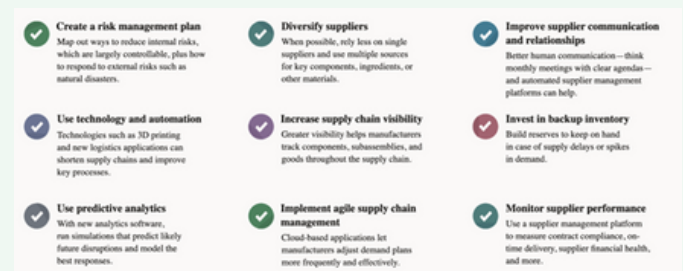 Create a risk management plan
Map out ways to reduce internal risks,
which are largely controllable, plus how
to respond to external risks such as
natural disasters.
Diversify suppliers
When possible, rely less on single
suppliers and use multiple sources
for key components, ingredients, or
other materials.
Improve supplier communication
and relationships
Better human communication—think
monthly meetings with clear agendas—
and automated supplier management
platforms can help.
Use technology and automation
Technologies such as 3D printing
and new logistics applications can
shorten supply chains and improve
key processes.
Increase supply chain visibility
Greater visibility helps manufacturers
track components, subassemblies, and
goods throughout the supply chain.
Invest in backup inventory
Build reserves to keep on hand
in case of supply delays or spikes
in demand.
Use predictive analytics
With new analytics software,
run simulations that predict likely
future disruptions and model the
best responses.
Implement agile supply chain
management
Cloud-based applications let
manufacturers adjust demand plans
more frequently and effectively.
Monitor supplier performance
Use a supplier management platform
to measure contract compliance, on-
time delivery, supplier financial health,
and more.